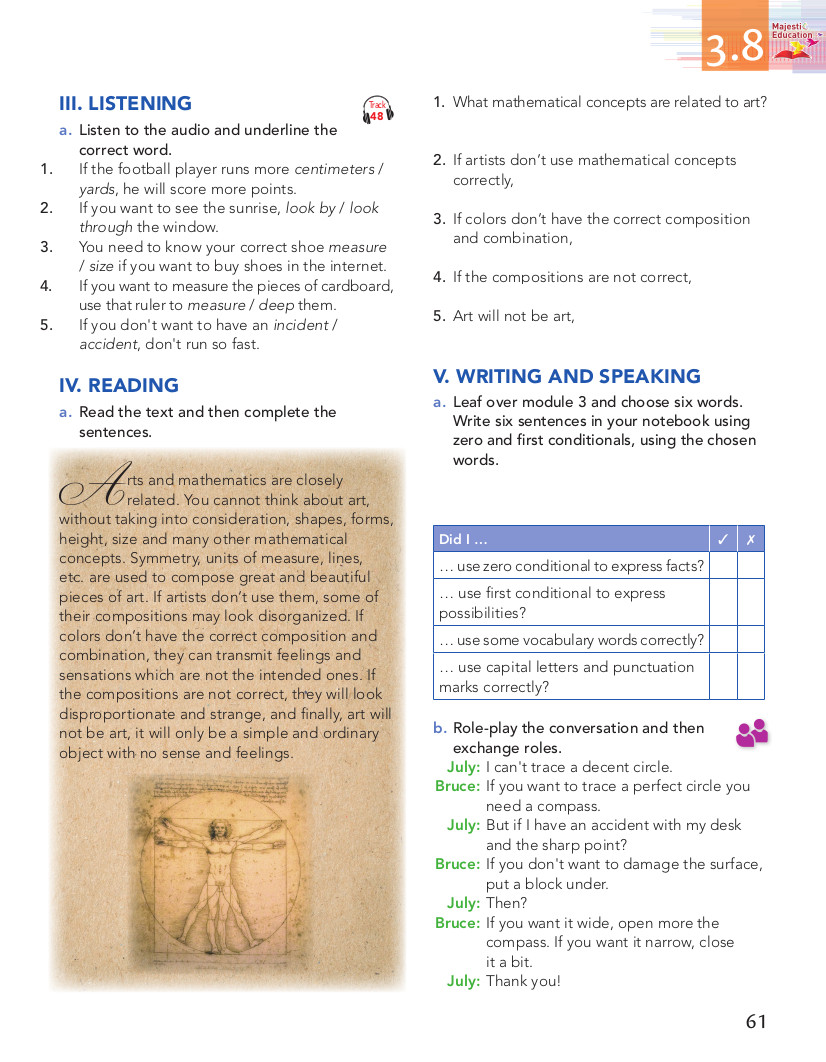 3.8
Majestic
Education
III. LISTENING
Track
48
a. Listen to the audio and underline the
correct word.
1. If the football player runs more centimeters /
yards, he will score more points.
2. If you want to see the sunrise, look by / look
through the window.
3. You need to know your correct shoe measure
/ size if you want to buy shoes in the internet.
4. If you want to measure the pieces of cardboard,
use that ruler to measure / deep them.
5. If you don't want to have an incident /
accident, don't run so fast.
IV. READING
a. Read the text and then complete the
sentences.
Arts and mathematics are closely
related. You cannot think about art,
without taking into consideration, shapes, forms,
height, size and many other mathematical
concepts. Symmetry, units of measure, lines,
etc. are used to compose great and beautiful
pieces of art. If artists don’t use them, some of
their compositions may look disorganized. If
colors don’t have the correct composition and
combination, they can transmit feelings and
sensations which are not the intended ones. If
the compositions are not correct, they will look
disproportionate and strange, and finally, art will
not be art, it will only be a simple and ordinary
object with no sense and feelings.
1. What mathematical concepts are related to art?
2. If artists don’t use mathematical concepts
correctly,
3. If colors don’t have the correct composition
and combination,
4. If the compositions are not correct,
5. Art will not be art,
V. WRITING AND SPEAKING
a. Leaf over module 3 and choose six words.
Write six sentences in your notebook using
zero and first conditionals, using the chosen
words.
Did I ... ✓ ✗
... use zero conditional to express facts?
... use first conditional to express
possibilities?
... use some vocabulary words correctly?
... use capital letters and punctuation
marks correctly?
b. Role-play the conversation and then
exchange roles.
July: I can't trace a decent circle.
Bruce: If you want to trace a perfect circle you
need a compass.
July: But if I have an accident with my desk
and the sharp point?
Bruce: If you don't want to damage the surface,
put a block under.
July: Then?
Bruce: If you want it wide, open more the
compass. If you want it narrow, close
it a bit.
July: Thank you!
61